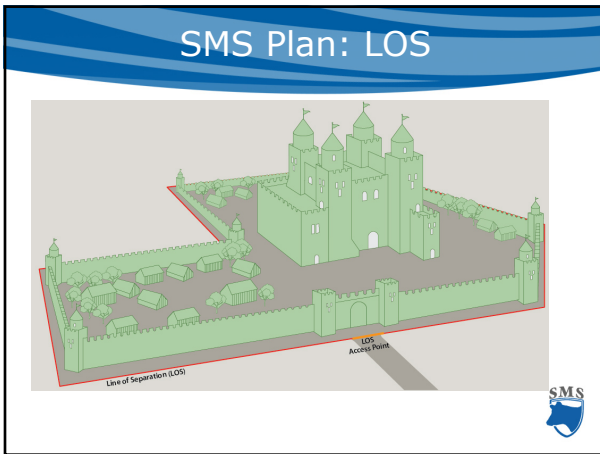 SMS Plan: LOS
LOS
Access Point
Line of Separation (LOS)
SMS